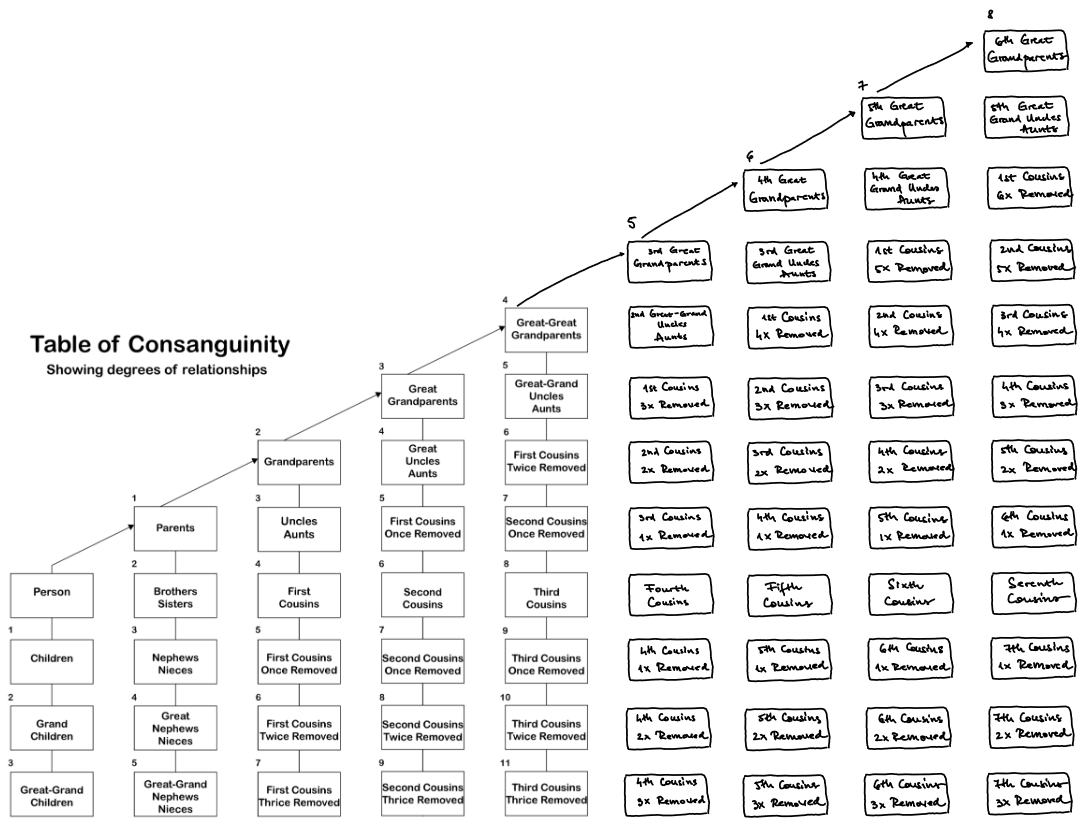 8
6th Great
Grandparents
7
5th Great
Grandparents
5th Great
Grand Uncles
Aunts
6
4th Great
Grandparents
4th Great
Grand Uncles
Aunts
1st Cousins
6x Removed
5
3rd Great
Grandparents
3rd Great
Grand Uncles
Aunts
1st Cousins
5x Removed
2nd Cousins
5x Removed
Table of Consanguinity
Showing degrees of relationships
4
Great-Great
Grandparents
2nd Great-Grand
Uncles
Aunts
1st Cousins
4x Removed
2nd Cousins
4x Removed
3rd Cousins
4x Removed
3
Great
Grandparents
5
Great-Grand
Uncles
Aunts
1st Cousins
3x Removed
2nd Cousins
3x Removed
3rd Cousins
3x Removed
4th Cousins
3x Removed
2
Grandparents
4
Great
Uncles
Aunts
6
First Cousins
Twice Removed
2nd Cousins
2x Removed
3rd Cousins
2x Removed
4th Cousins
2x Removed
5th Cousins
2x Removed
1
Parents
3
Uncles
Aunts
5
First Cousins
Once Removed
7
Second Cousins
Once Removed
3rd Cousins
1x Removed
4th Cousins
1x Removed
5th Cousins
1x Removed
6th Cousins
1x Removed
Person
2
Brothers
Sisters
4
First
Cousins
6
Second
Cousins
8
Third
Cousins
Fourth
Cousins
Fifth
Cousins
Sixth
Cousins
Seventh
Cousins
1
Children
3
Nephews
Nieces
5
First Cousins
Once Removed
7
Second Cousins
Once Removed
9
Third Cousins
Once Removed
4th Cousins
1x Removed
5th Cousins
1x Removed
6th Cousins
1x Removed
7th Cousins
1x Removed
2
Grand
Children
4
Great
Nephews
Nieces
6
First Cousins
Twice Removed
8
Second Cousins
Twice Removed
10
Third Cousins
Twice Removed
4th Cousins
2x Removed
5th Cousins
2x Removed
6th Cousins
2x Removed
7th Cousins
2x Removed
3
Great-Grand
Children
5
Great-Grand
Nephews
Nieces
7
First Cousins
Thrice Removed
9
Second Cousins
Thrice Removed
11
Third Cousins
Thrice Removed
4th Cousins
3x Removed
5th Cousins
3x Removed
6th Cousins
3x Removed
7th Cousins
3x Removed